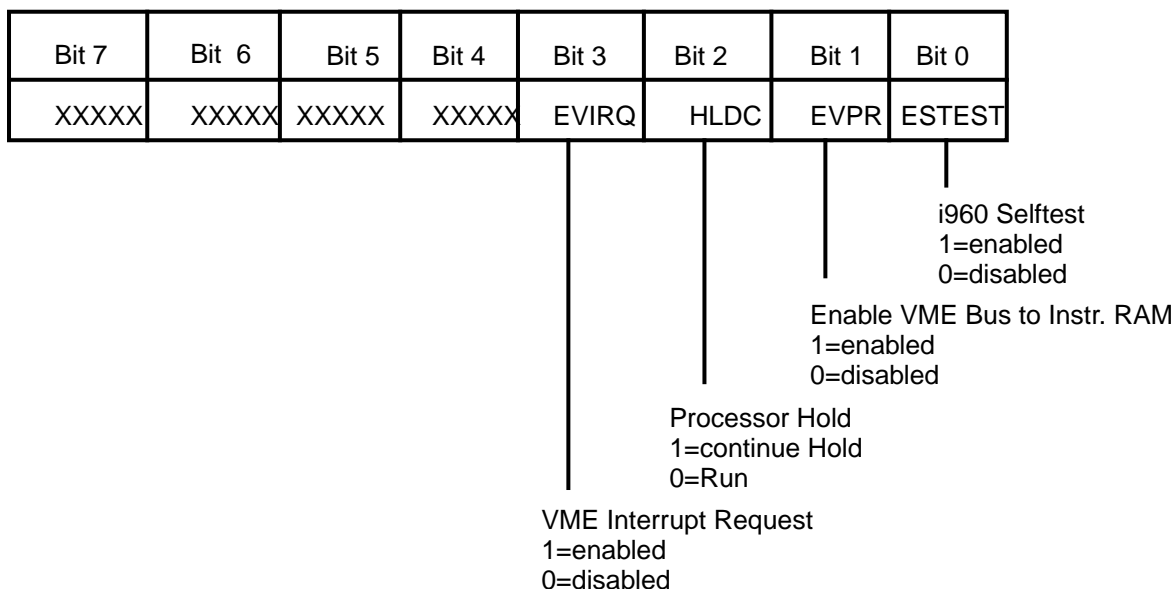 Bit 7 Bit 6 Bit 5 Bit 4 Bit 3 Bit 2 Bit 1 Bit 0
XXXXX XXXXX XXXXX XXXXX EVIRQ HLDC EVPR ESTEST
i960 Selftest
1=enabled
0=disabled
Enable VME Bus to Instr. RAM
1=enabled
0=disabled
Processor Hold
1=continue Hold
0=Run
VME Interrupt Request
1=enabled
0=disabled